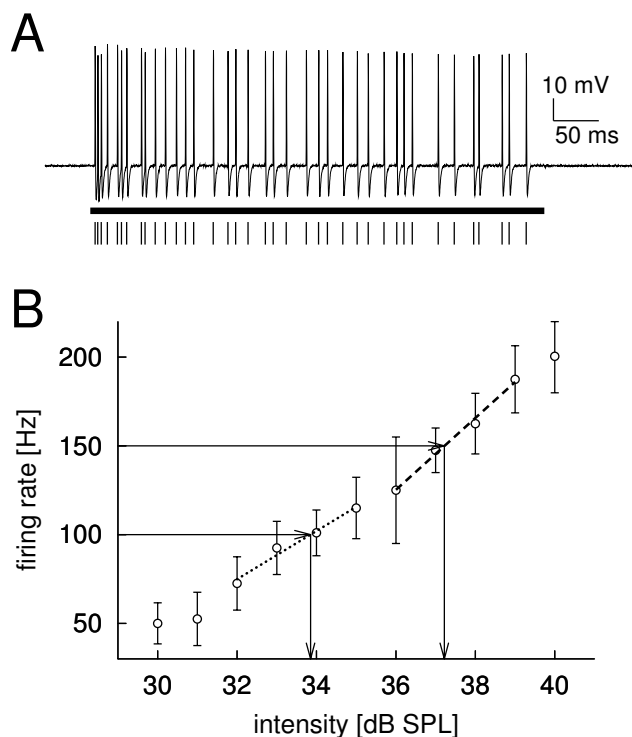 A
10 mV
50 ms
B
200
150
100
50
firing rate [Hz]
30 32 34 36 38 40
intensity [dB SPL]